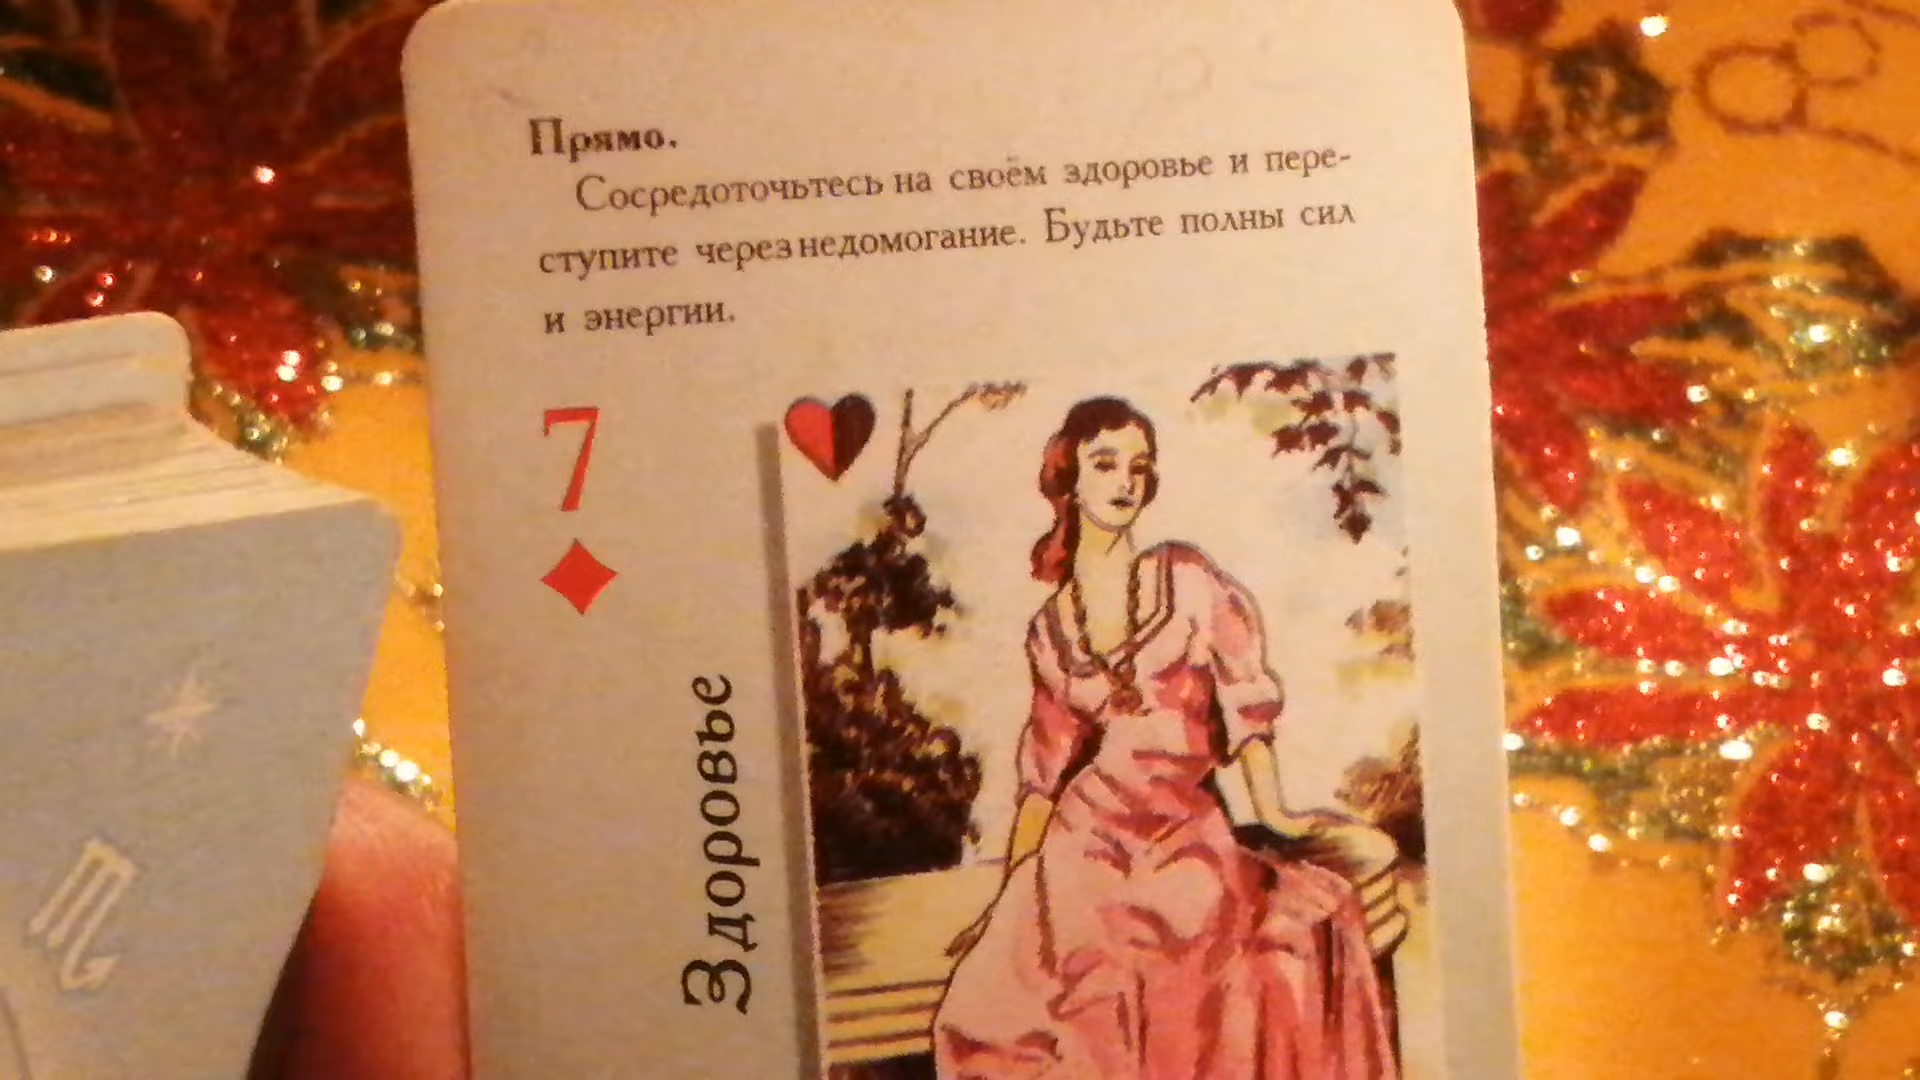 Прямо.
Сосредоточьтесь на своём здоровье и пере-
ступите через недомогание. Будьте полны сил
и энергии.
7
Здоровье